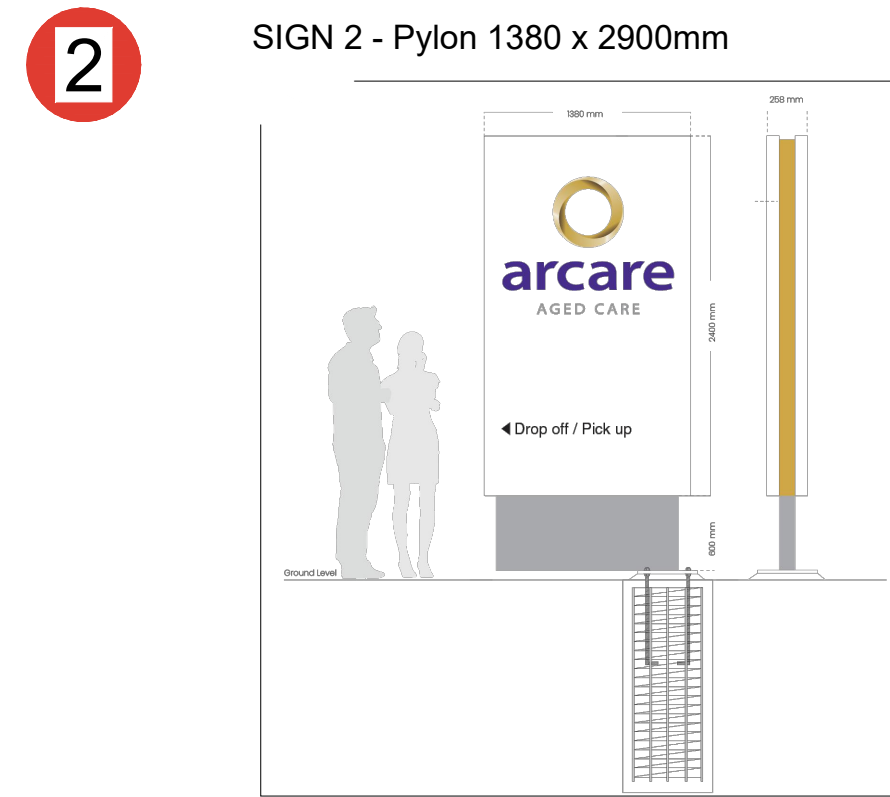 2
SIGN 2 - Pylon 1380 x 2900mm
258 mm
1380 mm
arcare
AGED CARE
2400 mm
Drop off / Pick up
600 mm
Ground Level